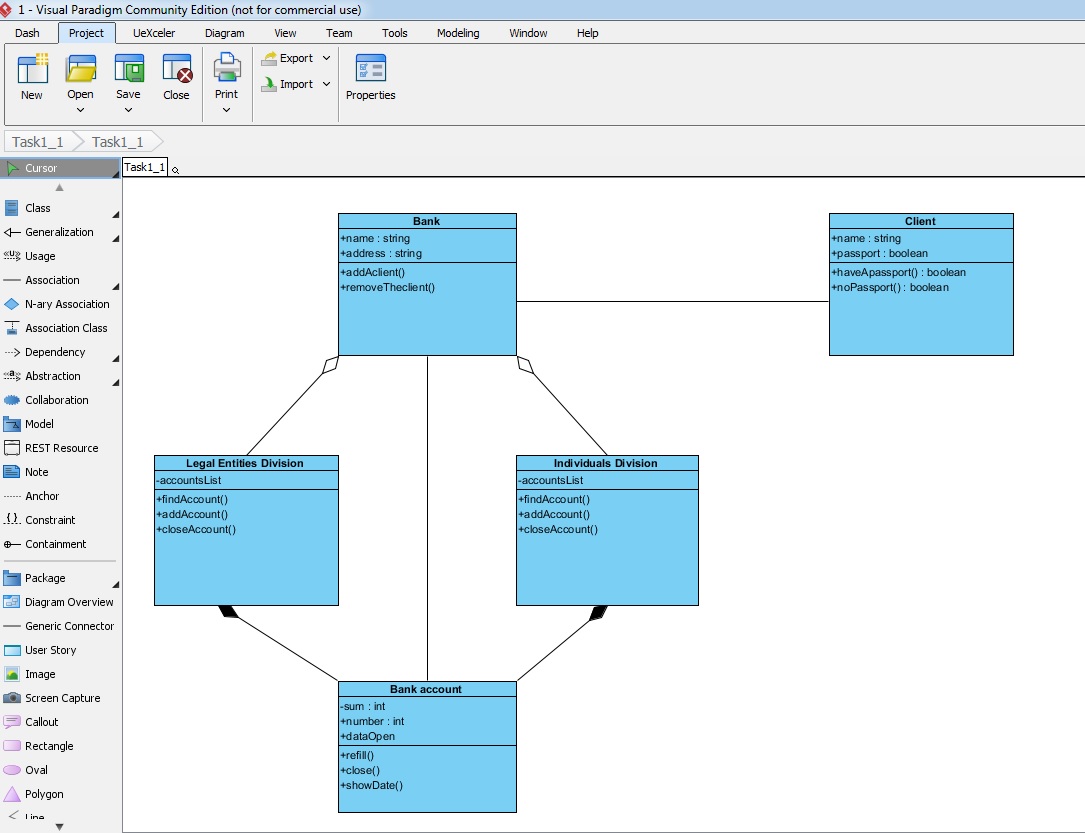 1 - Visual Paradigm Community Edition (not for commercial use)
Dash Project UeXceler Diagram View Team Tools Modeling Window Help
New Open Save Close Print Export Import Properties
Task1_1 Task1_1
Cursor
Task1_1
Class
Generalization
Usage
Association
N-ary Association
Association Class
Dependency
Abstraction
Collaboration
Model
REST Resource
Note
Anchor
Constraint
Containment
Package
Diagram Overview
Generic Connector
User Story
Image
Screen Capture
Callout
Rectangle
Oval
Polygon
Line
Bank
+name : string
+address : string
+addAclient()
+removeTheclient()
Client
+name : string
+passport : boolean
+haveApassport() : boolean
+noPassport() : boolean
Legal Entities Division
-accountsList
+findAccount()
+addAccount()
+closeAccount()
Individuals Division
-accountsList
+findAccount()
+addAccount()
+closeAccount()
Bank account
-sum : int
+number : int
+dataOpen
+refill()
+close()
+showDate()